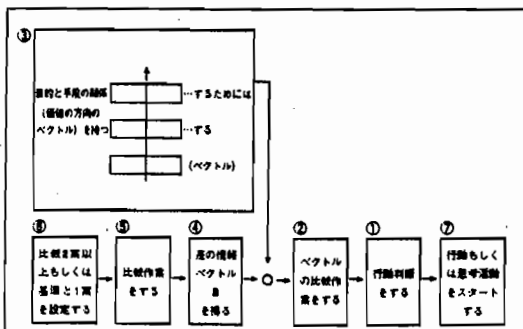 ③
目的と手段の関係
(価値の方向の
ベクトル)を持つ
…するためには
…する
(ベクトル)
⑥
比較2案以
上もしくは
基準と1案
を設定する
⑤
比較作業
をする
④
差の情報
ベクトル
を得る
②
ベクトル
の比較作
業をする
①
行動判断
をする
⑦
行動もしく
は思考運動
をスタート
する